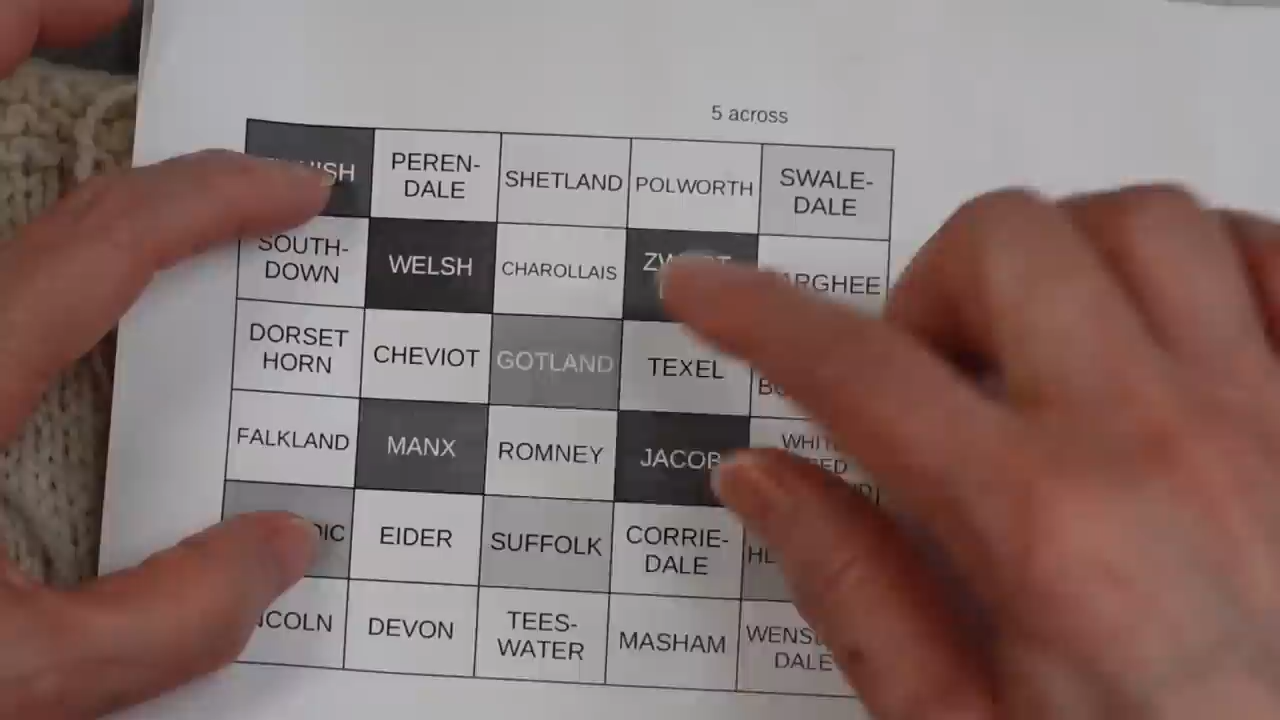 5 across
PEREN-
DALE
SHETLAND
POLWORTH
SWALE-
DALE
SOUTH-
DOWN
WELSH
CHAROLLAIS
DORSET
HORN
CHEVIOT
GOTLAND
TEXEL
FALKLAND
MANX
ROMNEY
JACOB
EIDER
SUFFOLK
CORRIE-
DALE
DEVON
TEES-
WATER
MASHAM
DALE